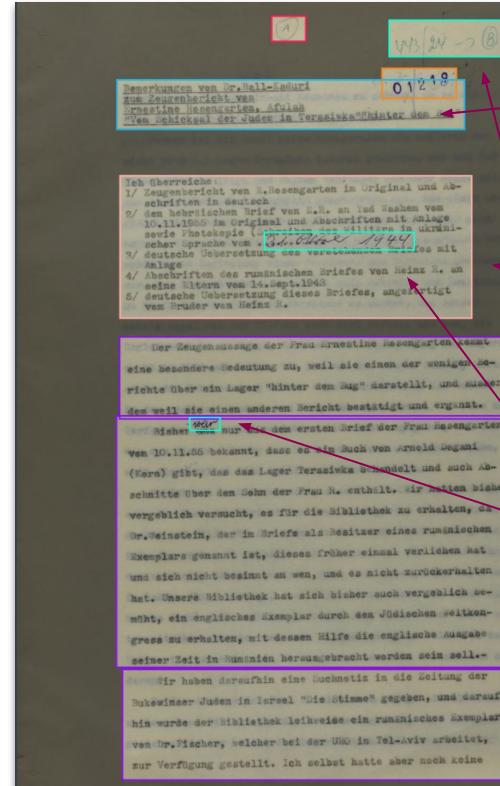 A
443/24 -> B
01218
Bemerkungen von Dr.Ball-Kaduri
zum Zeugenbericht von
Ernestine Rosengarten, Afulah
"Vom Schicksal der Juden in Terasiwka"(hinter dem
Ich überreiche:
1/ Zeugenbericht von E.Rosengarten im Original und Ab-
schriften in deutsch
2/ den hebräischen Brief von E.R. an Yad Washem vom
10.11.1955 im Original und Abschriften mit Anlage
sowie Photokopie (Schreiben des Militärs in ukraini-
scher Sprache vom 1944
3/ deutsche Uebersetzung des vorstehenden Briefes mit
Anlage
4/ Abschriften des rumänischen Briefes von Heinz R. an
seine Eltern vom 14.Sept.1943
5/ deutsche Uebersetzung dieses Briefes, angefertigt
vom Bruder von Heinz R.
Der Zeugenaussage der Frau Ernestine Rosengarten kommt
eine besondere Bedeutung zu, weil sie einen der wenigen Be-
richte über ein Lager "hinter dem Bug" darstellt, und ausser
dem weil sie einen anderen Bericht bestätigt und ergänzt.
Bisher war nur aus dem ersten Brief der Frau Rosengarten
vom 10.11.55 bekannt, dass es ein Buch von Arnold Dagani
(Korn) gibt, das das Lager Terasiwka behandelt und auch Ab-
schnitte über den Sohn der Frau R. enthält. Wir hatten bishe
vergeblich versucht, es für die Bibliothek zu erhalten, da
Dr.Weinstein, der im Briefe als Besitzer eines rumänischen
Exemplars genannt ist, dieses früher einmal verliehen hat
und sich nicht besinnt an wen, und es nicht zurückerhalten
hat. Unsere Bibliothek hat sich bisher auch vergeblich be-
müht, ein englisches Exemplar durch den Jüdischen Weltkon-
gress zu erhalten, mit dessen Hilfe die englische Ausgabe
seiner Zeit in Rumänien herausgebracht worden sein soll.-
Wir haben daraufhin eine Suchnotiz in die Zeitung der
Bukowinaer Juden in Israel "Die Stimme" gegeben, und darauf
hin wurde der Bibliothek leihweise ein rumänisches Exemplar
von Dr.Fischer, welcher bei der URO in Tel-Aviv arbeitet,
zur Verfügung gestellt. Ich selbst hatte aber noch keine